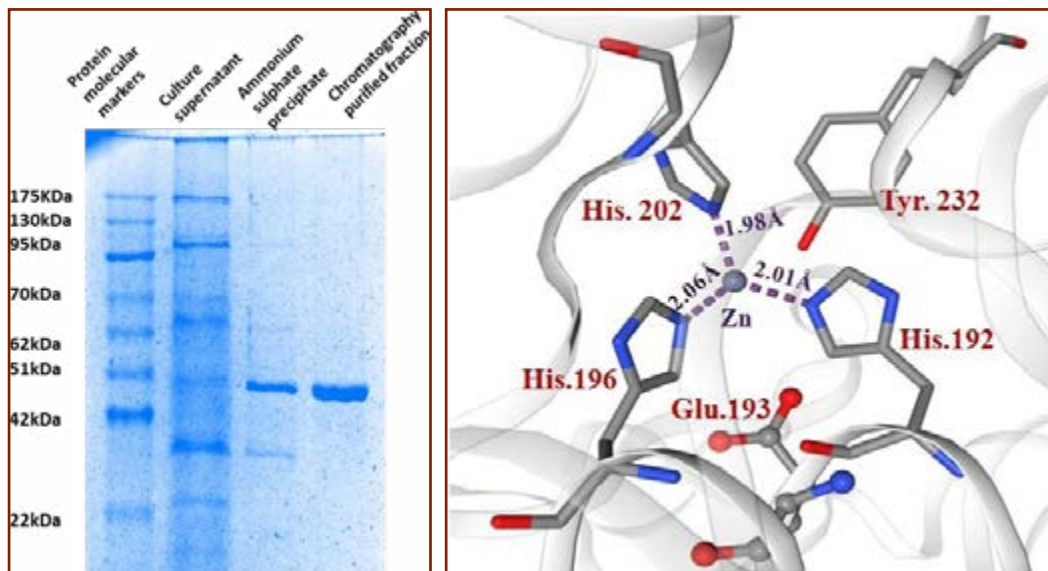 Protein
molecular
markers
Culture
supernatant
Ammonium
sulphate
precipitate
Chromatography
purified fraction
175KDa
130kDa
95kDa
70kDa
62kDa
51kDa
42kDa
22kDa
His. 202
Tyr. 232
1.98Å
2.06Å
2.01Å
Zn
His.192
His.196
Glu.193